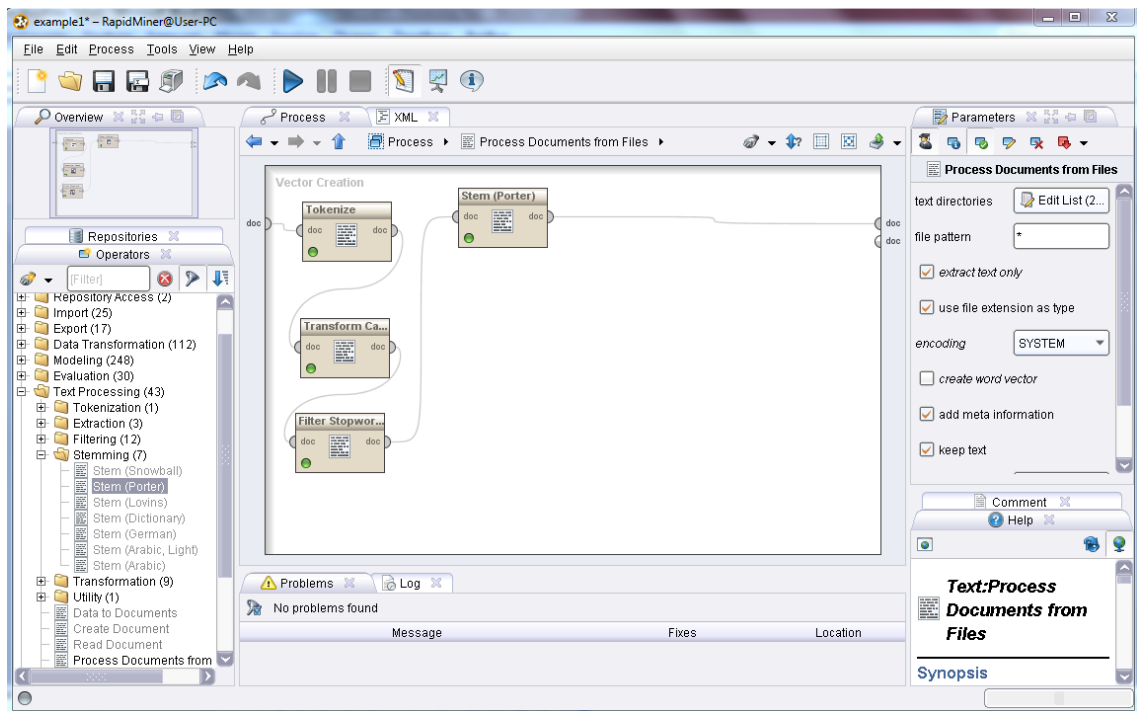 example1* – RapidMiner@User-PC
File Edit Process Tools View Help
Overview
Process
XML
Parameters
Process
Process Documents from Files
Process Documents from Files
Vector Creation
Tokenize
doc
doc
doc
Stem (Porter)
doc
doc
doc
doc
Transform Ca...
doc
doc
Filter Stopwor...
doc
doc
text directories
Edit List (2...
file pattern
*
extract text only
use file extension as type
encoding
SYSTEM
create word vector
add meta information
keep text
Repositories
Operators
[Filter]
Repository Access (2)
Import (25)
Export (17)
Data Transformation (112)
Modeling (248)
Evaluation (30)
Text Processing (43)
Tokenization (1)
Extraction (3)
Filtering (12)
Stemming (7)
Stem (Snowball)
Stem (Porter)
Stem (Lovins)
Stem (Dictionary)
Stem (German)
Stem (Arabic, Light)
Stem (Arabic)
Transformation (9)
Utility (1)
Data to Documents
Create Document
Read Document
Process Documents from
Problems
Log
No problems found
Message Fixes Location
Comment
Help
Text:Process
Documents from
Files
Synopsis